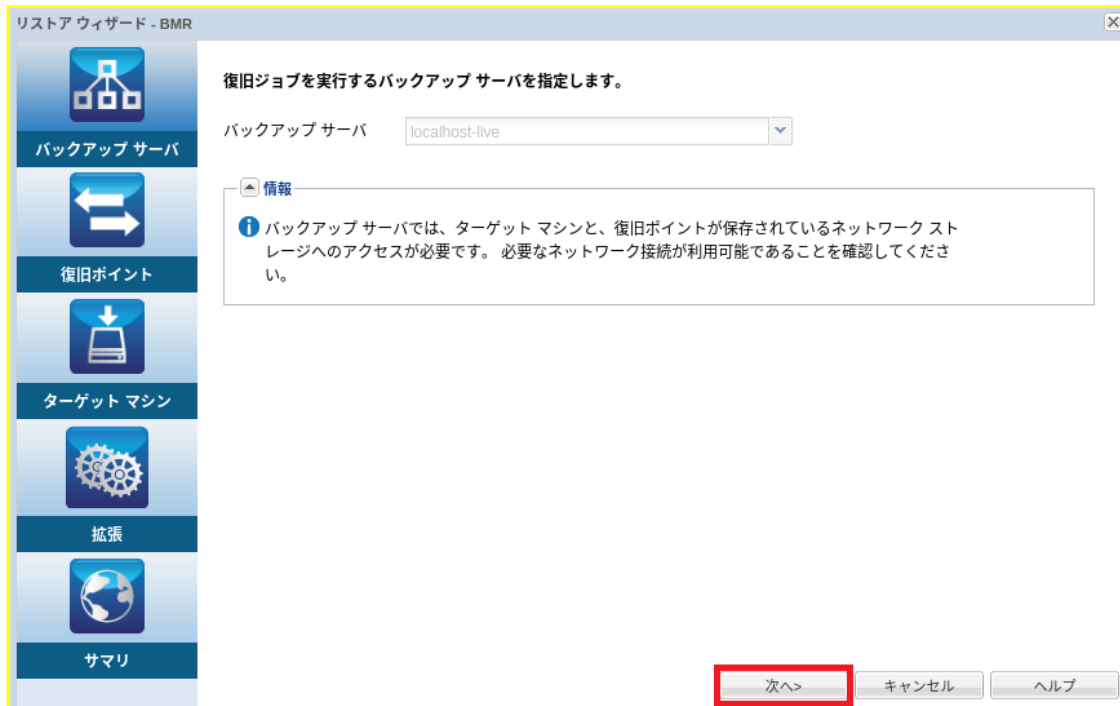 リストア ウィザード - BMR
バックアップ サーバ
復旧ポイント
ターゲット マシン
拡張
サマリ
復旧ジョブを実行するバックアップ サーバを指定します。
バックアップ サーバ localhost-live
情報
バックアップ サーバでは、ターゲット マシンと、復旧ポイントが保存されているネットワーク スト
レージへのアクセスが必要です。 必要なネットワーク接続が利用可能であることを確認してくださ
い。
次へ> キャンセル ヘルプ